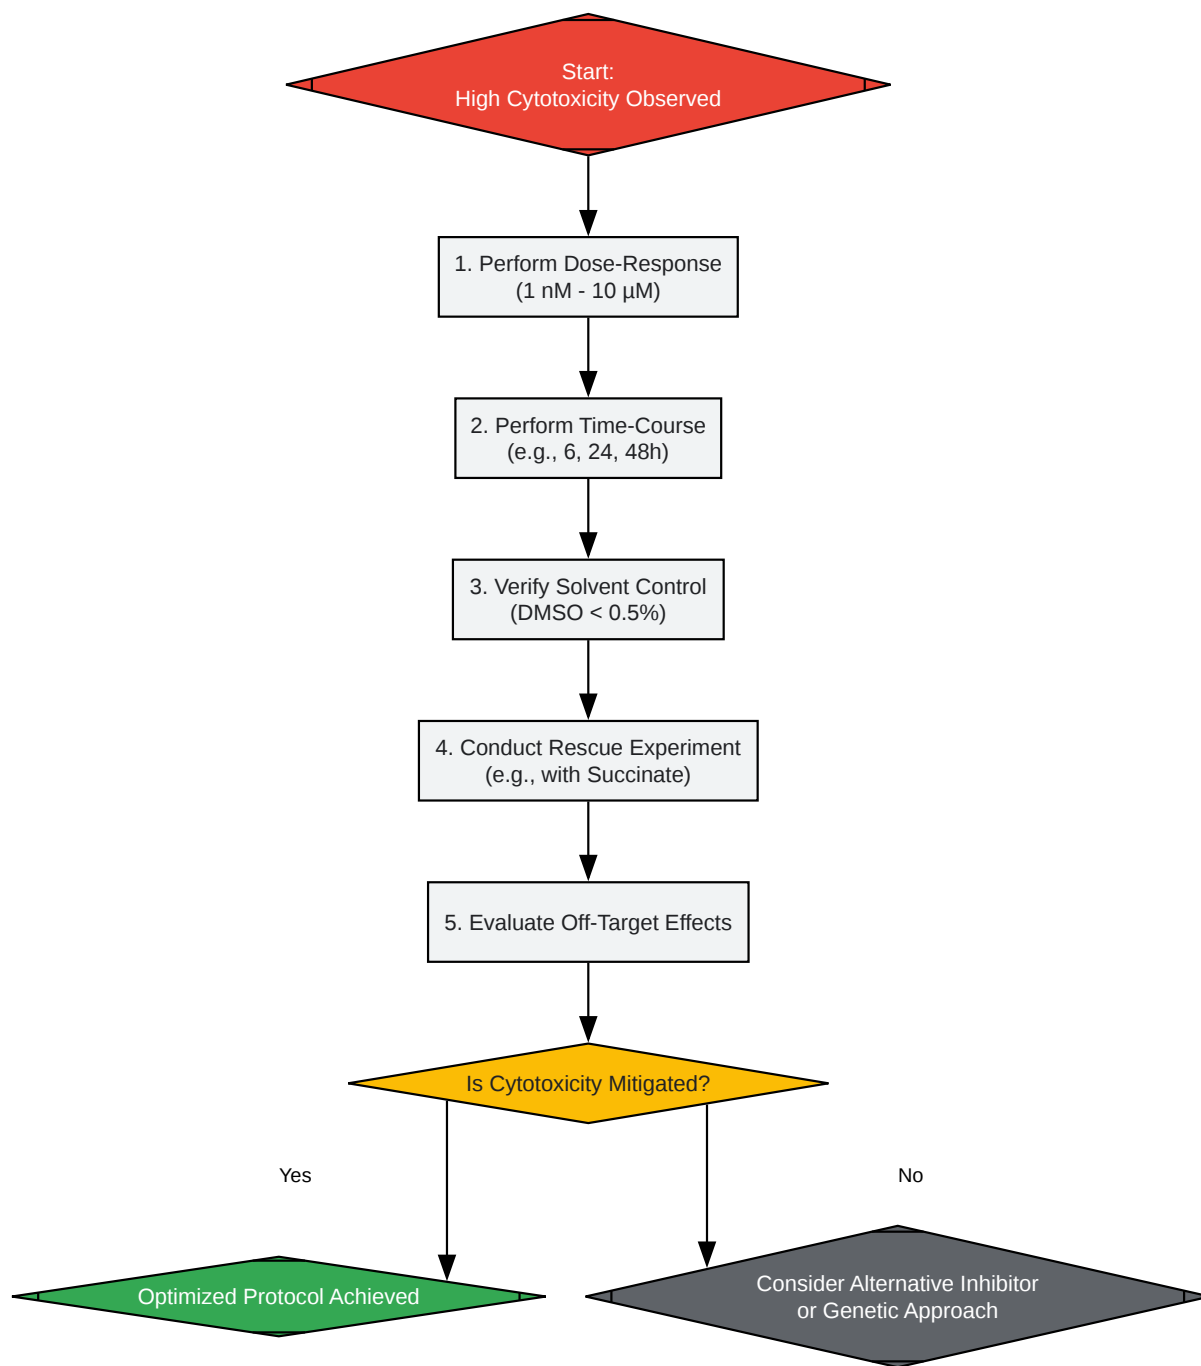 Start:
High Cytotoxicity Observed
1. Perform Dose-Response
(1 nM - 10 µM)
2. Perform Time-Course
(e.g., 6, 24, 48h)
3. Verify Solvent Control
(DMSO < 0.5%)
4. Conduct Rescue Experiment
(e.g., with Succinate)
5. Evaluate Off-Target Effects
Is Cytotoxicity Mitigated?
Yes
No
Optimized Protocol Achieved
Consider Alternative Inhibitor
or Genetic Approach